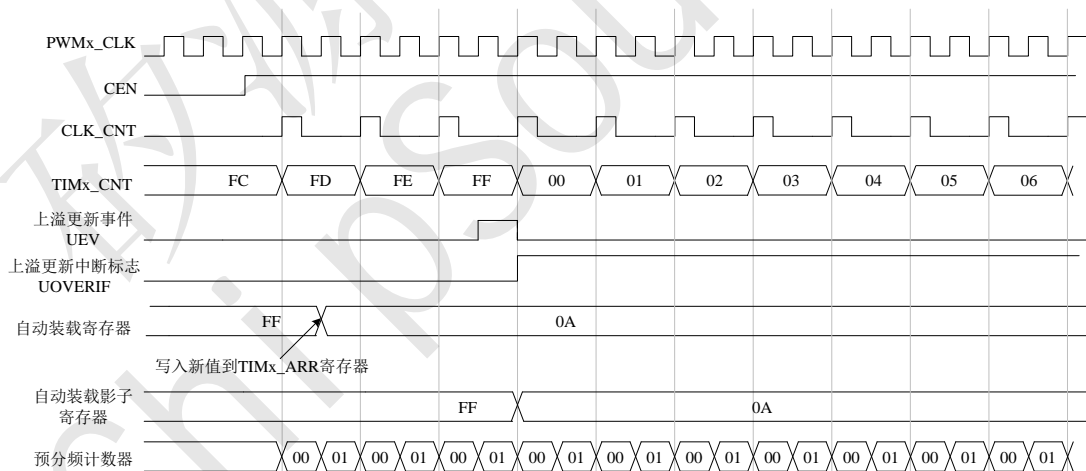 PWMx_CLK
CEN
CLK_CNT
TIMx_CNT FC FD FE FF 00 01 02 03 04 05 06
上溢更新事件
UEV
上溢更新中断标志
UOVERIF
自动装载寄存器 FF 0A
写入新值到TIMx_ARR寄存器
自动装载影子
寄存器 FF 0A
预分频计数器 00 01 00 01 00 01 00 01 00 01 00 01 00 01 00 01 00 01 00 01